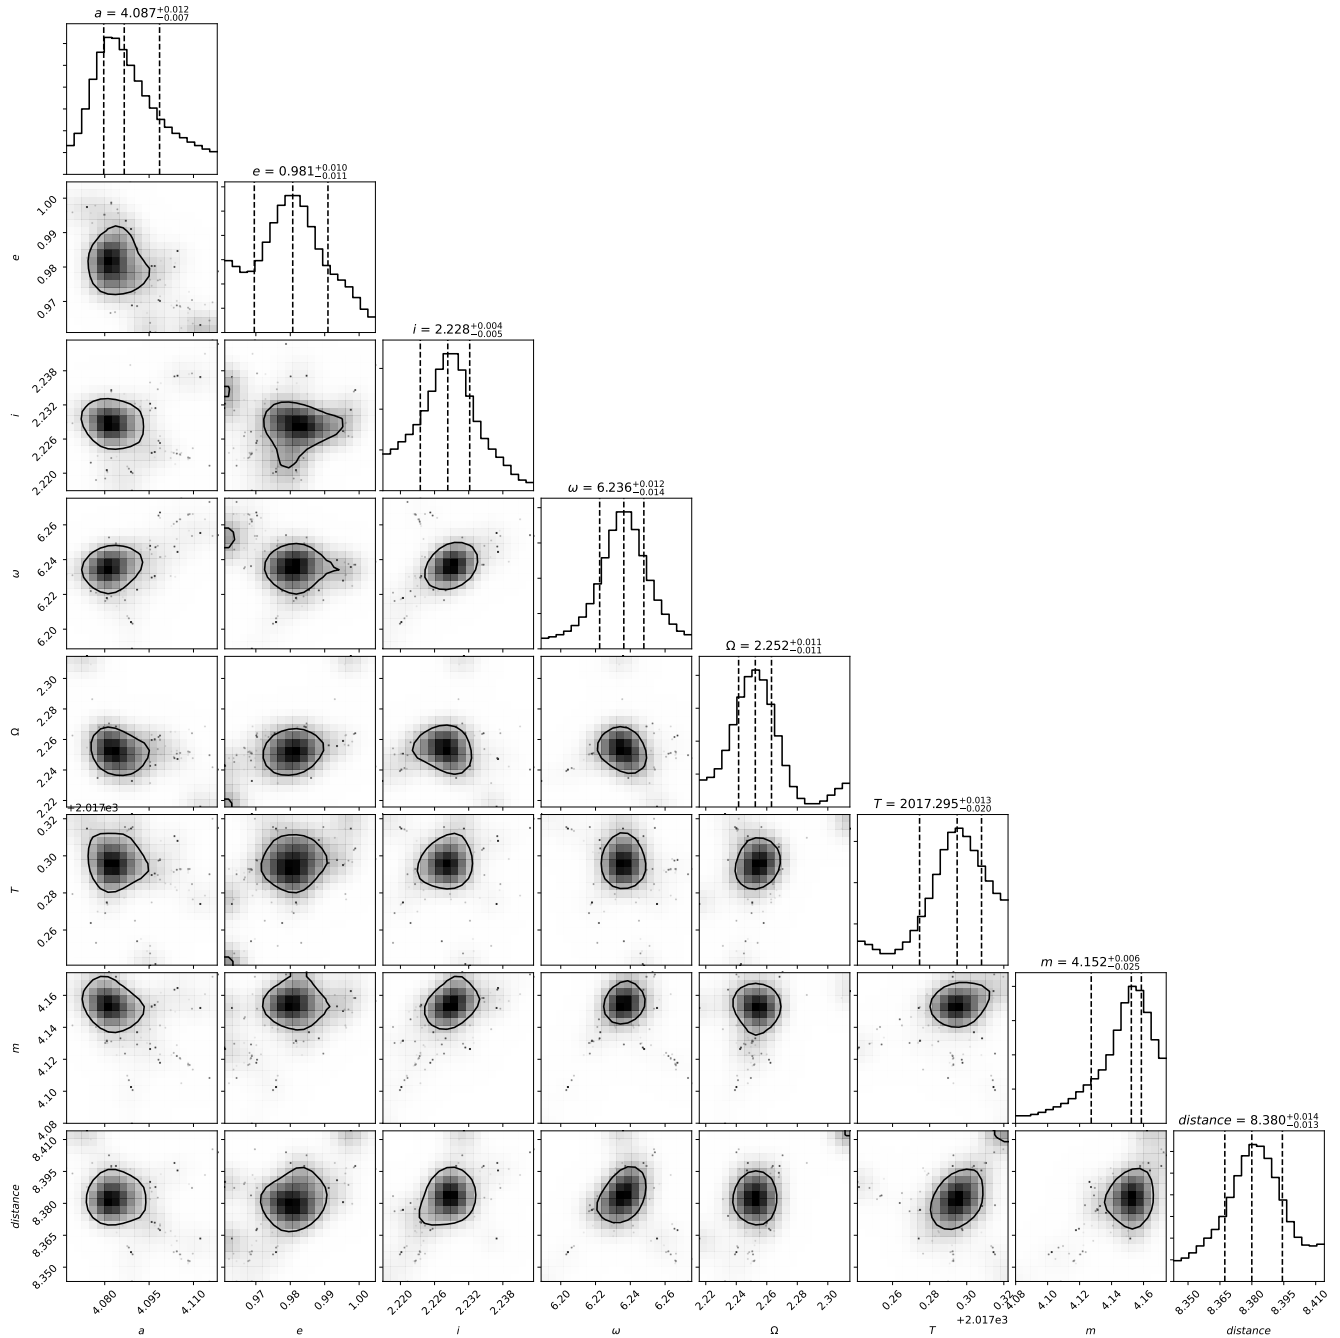 a = 4.087+0.012−0.007
e = 0.981+0.010−0.011
1.00
0.99
0.98
0.97
e
i = 2.228+0.004−0.005
2.238
2.232
2.226
2.220
i
ω = 6.236+0.012−0.014
6.26
6.24
6.22
6.20
ω
Ω = 2.252+0.011−0.011
2.30
2.28
2.26
2.24
2.22
Ω
+2.017e3
T = 2017.295+0.013−0.020
0.32
0.30
0.28
0.26
T
m = 4.152+0.006−0.025
4.16
4.14
4.12
4.10
4.08
m
distance = 8.380+0.014−0.013
8.410
8.395
8.380
8.365
8.350
distance
4.080 4.095 4.110 0.97 0.98 0.99 1.00 2.220 2.226 2.232 2.238 6.20 6.22 6.24 6.26 2.22 2.24 2.26 2.28 2.30 0.26 0.28 0.30 0.32 4.08 4.10 4.12 4.14 4.16 8.350 8.365 8.380 8.395 8.410
+2.017e3
a e i ω Ω T m distance